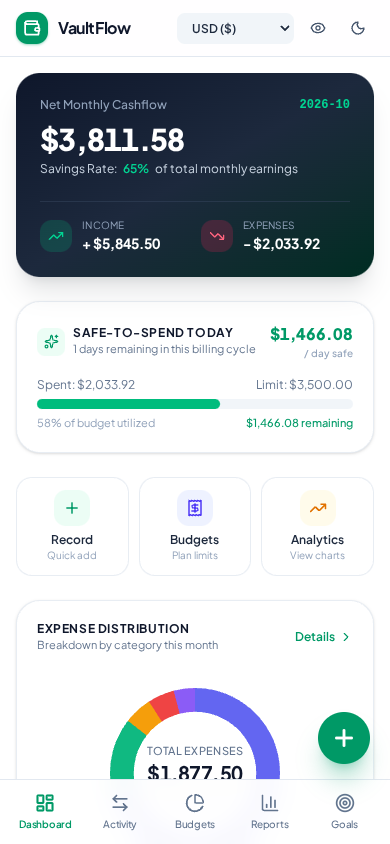 VaultFlow
USD ($)
Net Monthly Cashflow
2026-10
$3,811.58
Savings Rate: 65% of total monthly earnings
INCOME
+$5,845.50
EXPENSES
-$2,033.92
SAFE-TO-SPEND TODAY
1 days remaining in this billing cycle
$1,466.08
/ day safe
Spent: $2,033.92
Limit: $3,500.00
58% of budget utilized
$1,466.08 remaining
Record
Quick add
Budgets
Plan limits
Analytics
View charts
EXPENSE DISTRIBUTION
Breakdown by category this month
Details
TOTAL EXPENSES
$1,877.50
Dashboard
Activity
Budgets
Reports
Goals